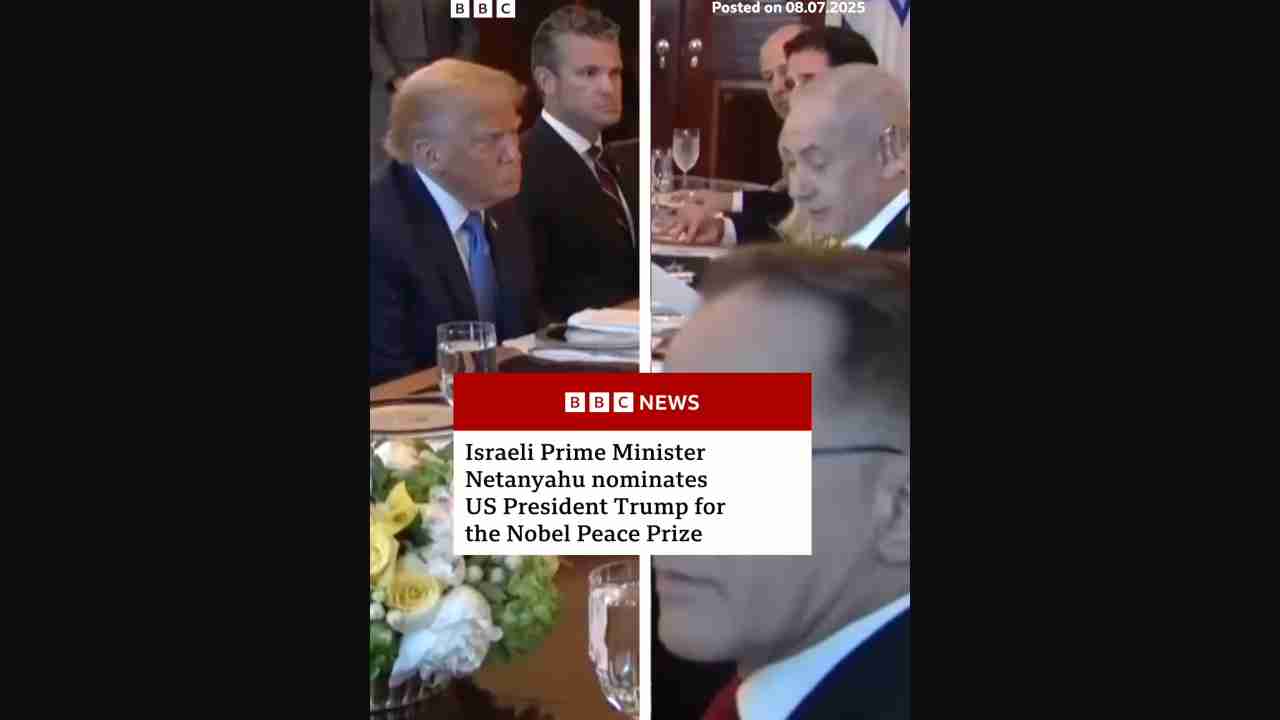 BBC
Posted on 08.07.2025
BBC NEWS
Israeli Prime Minister
Netanyahu nominates
US President Trump for
the Nobel Peace Prize